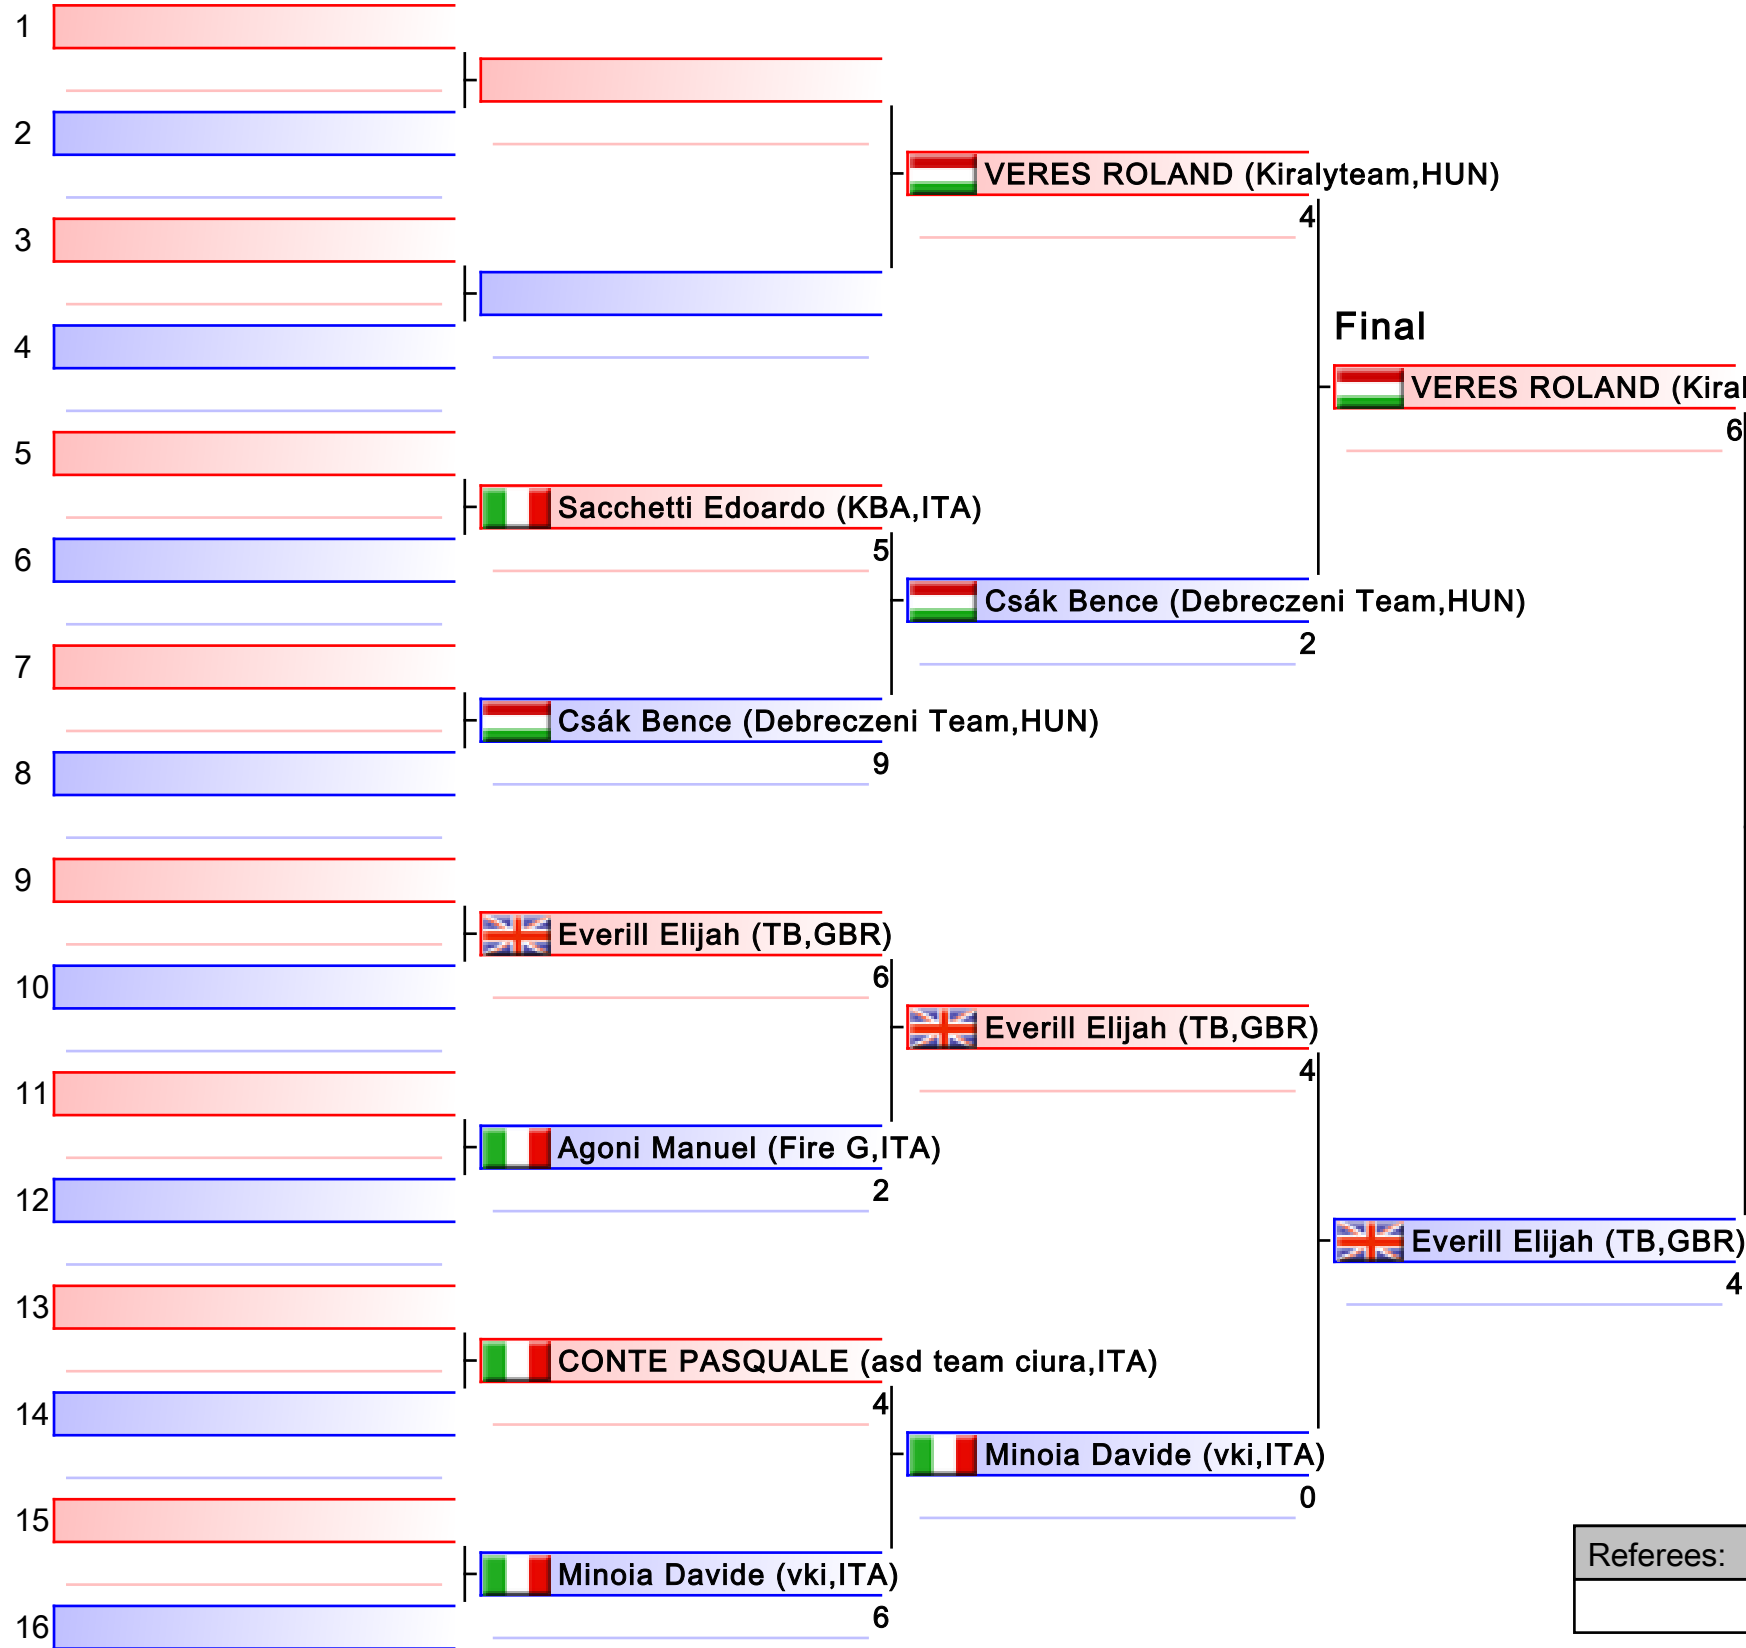 1
2
VERES ROLAND (Kiralyteam,HUN)
4
3
Final
4
VERES ROLAND (Kiral
6
5
Sacchetti Edoardo (KBA,ITA)
5
6
Csák Bence (Debreczeni Team,HUN)
2
7
Csák Bence (Debreczeni Team,HUN)
9
8
9
Everill Elijah (TB,GBR)
6
10
Everill Elijah (TB,GBR)
4
11
Agoni Manuel (Fire G,ITA)
2
12
Everill Elijah (TB,GBR)
4
13
CONTE PASQUALE (asd team ciura,ITA)
4
14
Minoia Davide (vki,ITA)
0
15
Referees:
Minoia Davide (vki,ITA)
6
16